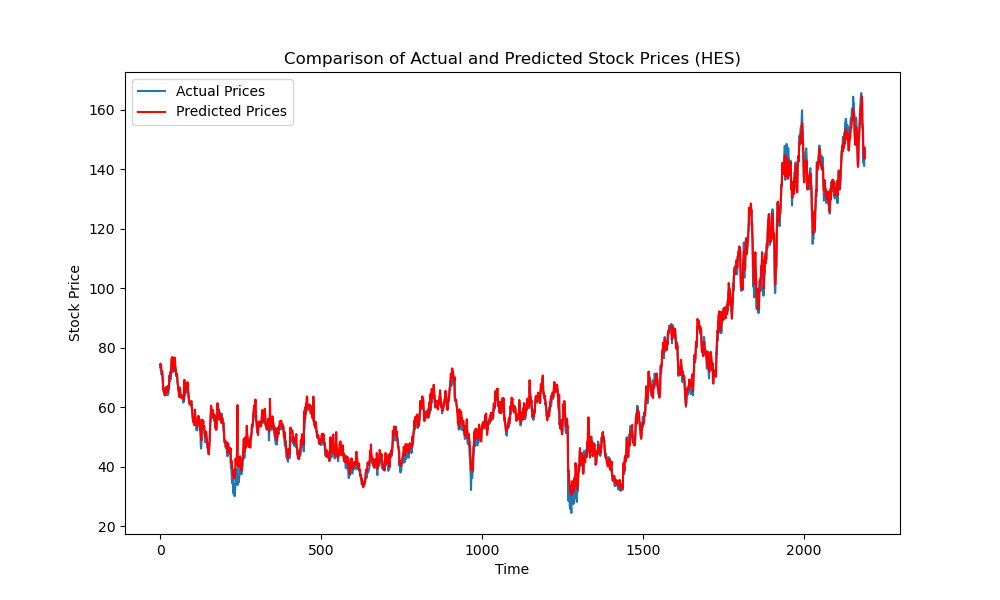 Comparison of Actual and Predicted Stock Prices (HES)
Actual Prices
Predicted Prices
160
140
120
100
80
60
40
20
Stock Price
0 500 1000 1500 2000
Time